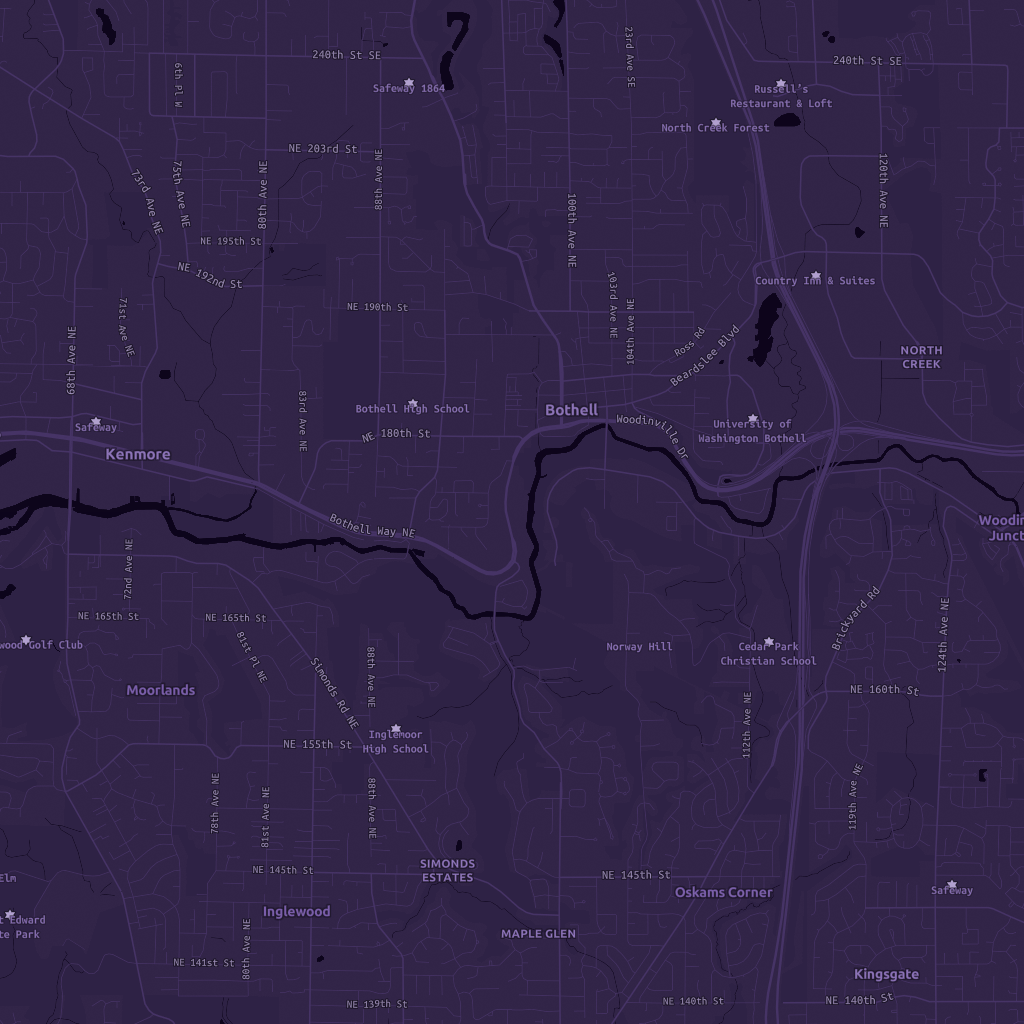 240th St SE
23rd Ave SE
240th St SE
6th Pl W
Safeway 1864
Russell's
Restaurant & Loft
North Creek Forest
NE 203rd St
73rd Ave NE
75th Ave NE
80th Ave NE
88th Ave NE
120th Ave NE
100th Ave NE
NE 195th St
NE 192nd St
Country Inn & Suites
71st Ave NE
NE 190th St
103rd Ave NE
104th Ave NE
Ross Rd
Beardslee Blvd
68th Ave NE
NORTH
CREEK
83rd Ave NE
Bothell High School
Bothell
Safeway
NE 180th St
Woodinville Dr
University of
Washington Bothell
Kenmore
Bothell Way NE
Woodin
Junct
72nd Ave NE
NE 165th St
NE 165th St
81st Pl NE
Brickyard Rd
124th Ave NE
wood Golf Club
Simonds Rd NE
88th Ave NE
Norway Hill
Cedar Park
Christian School
Moorlands
NE 160th St
112th Ave NE
Inglemoor
High School
NE 155th St
78th Ave NE
81st Ave NE
88th Ave NE
119th Ave NE
SIMONDS
ESTATES
NE 145th St
NE 145th St
Elm
Oskams Corner
Safeway
Inglewood
t Edward
te Park
MAPLE GLEN
80th Ave NE
NE 141st St
Kingsgate
NE 139th St
NE 140th St
NE 140th St